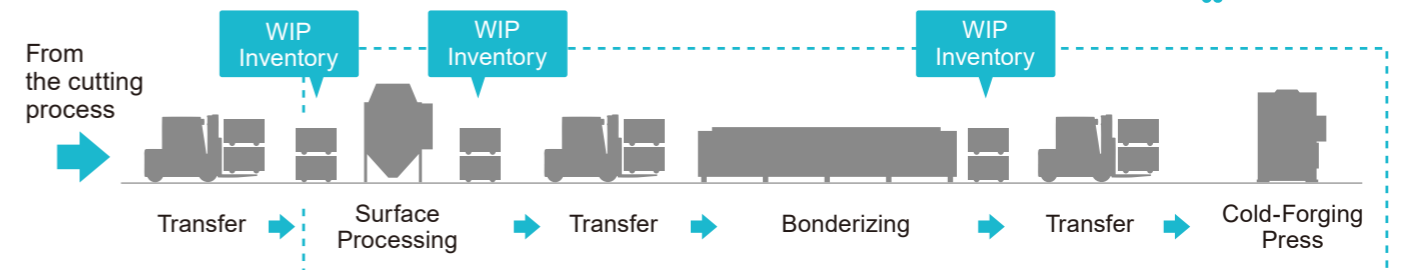 WIP
Inventory
WIP
Inventory
WIP
Inventory
From
the cutting
process
Transfer
Surface
Processing
Transfer
Bonderizing
Transfer
Cold-Forging
Press